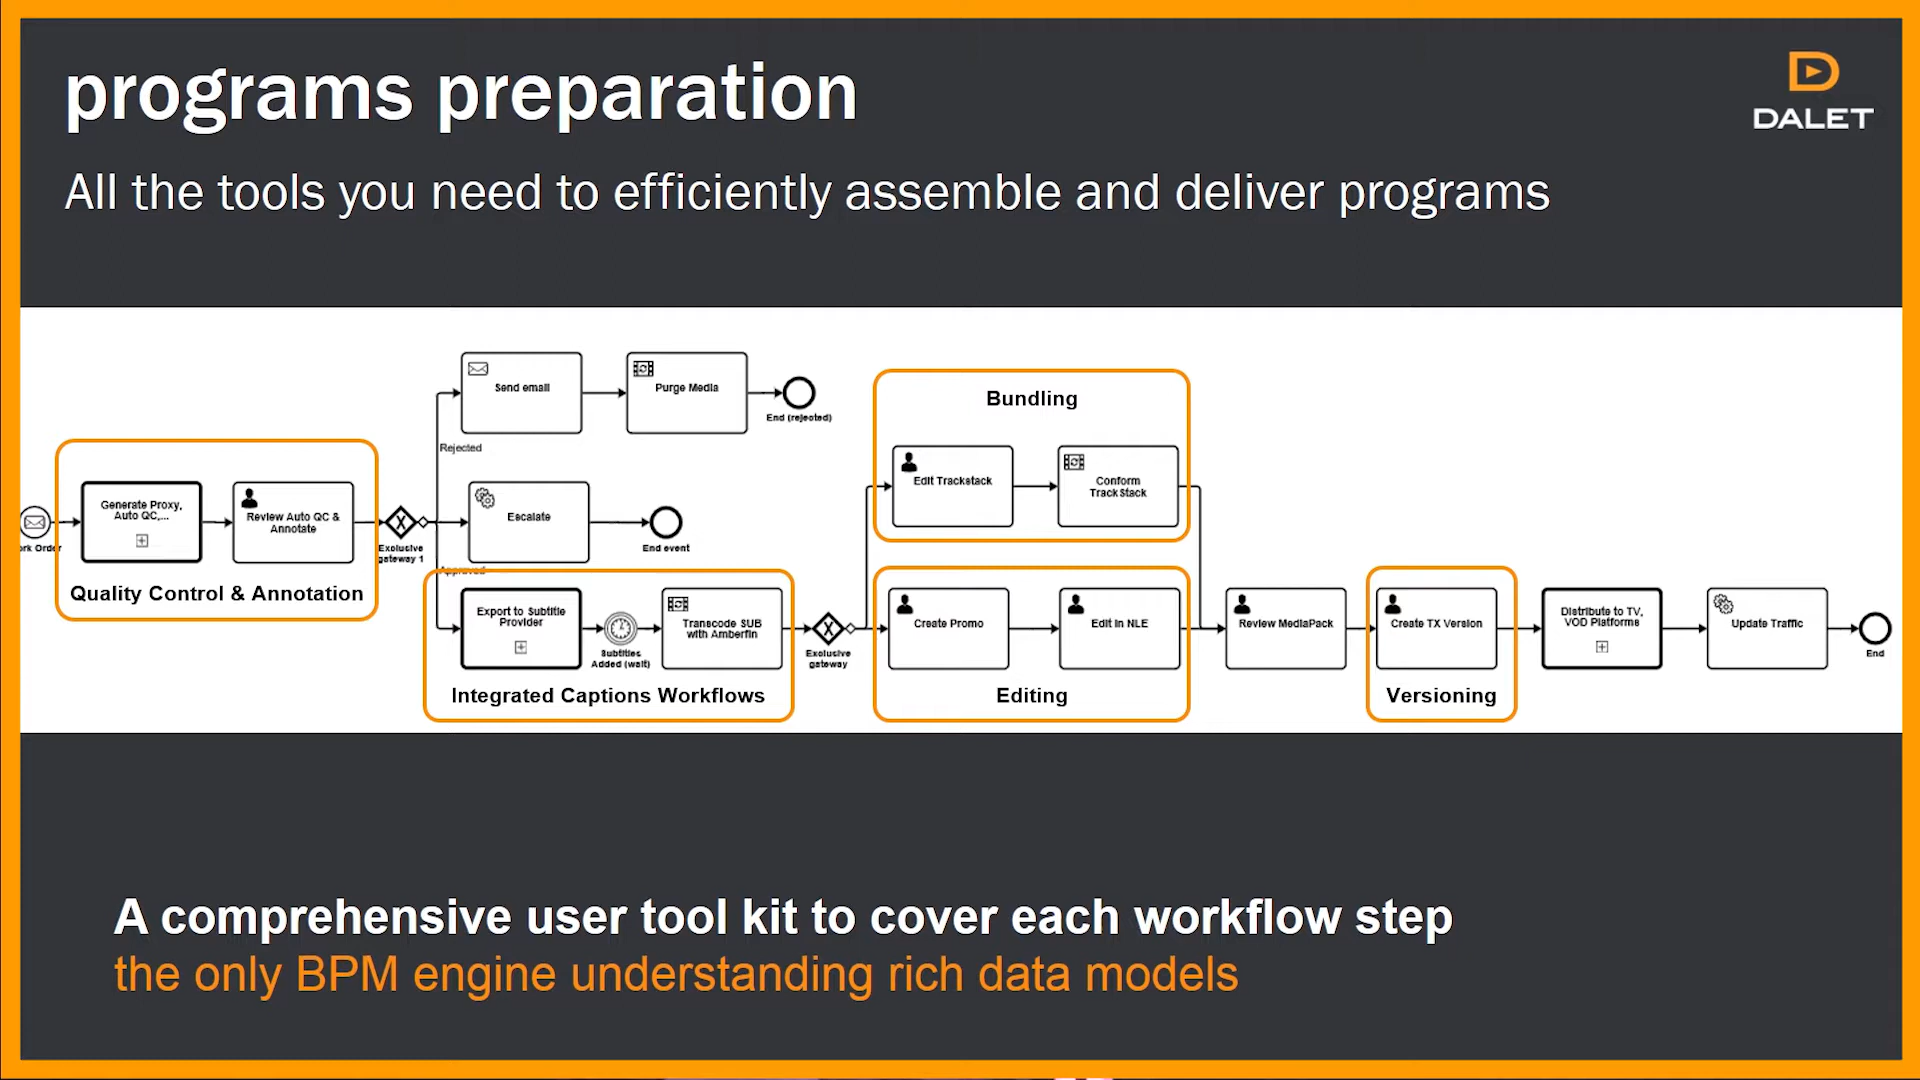 programs preparation
DALET
All the tools you need to efficiently assemble and deliver programs
Send email
Purge Media
End (rejected)
Rejected
Bundling
Edit Trackstack
Conform
TrackStack
Generate Proxy,
Auto QC,...
Review Auto QC &
Annotate
rk Order
Quality Control & Annotation
Exclusive
gateway 1
Escalate
End event
Approved
Export to Subtitle
Provider
Subtitles
Added (wait)
Transcode SUB
with Amberfin
Integrated Captions Workflows
Exclusive
gateway
Create Promo
Edit in NLE
Editing
Review MediaPack
Create TX Version
Versioning
Distribute to TV,
VOD Platforms
Update Traffic
End
A comprehensive user tool kit to cover each workflow step
the only BPM engine understanding rich data models